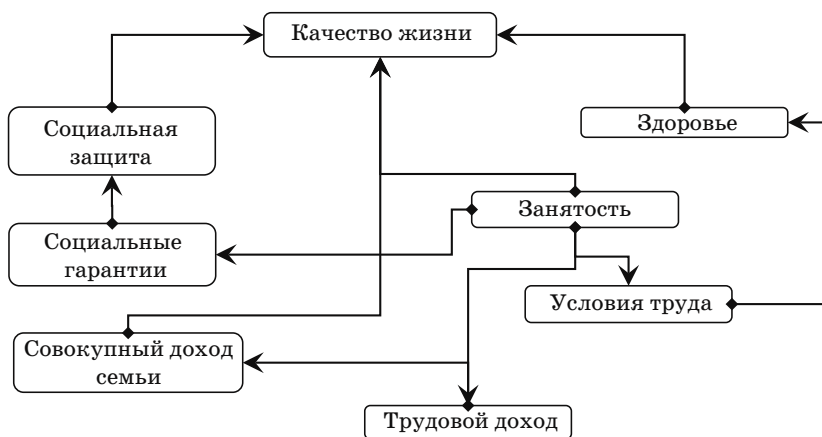 Качество жизни
Социальная
защита
Здоровье
Занятость
Социальные
гарантии
Условия труда
Совокупный доход
семьи
Трудовой доход